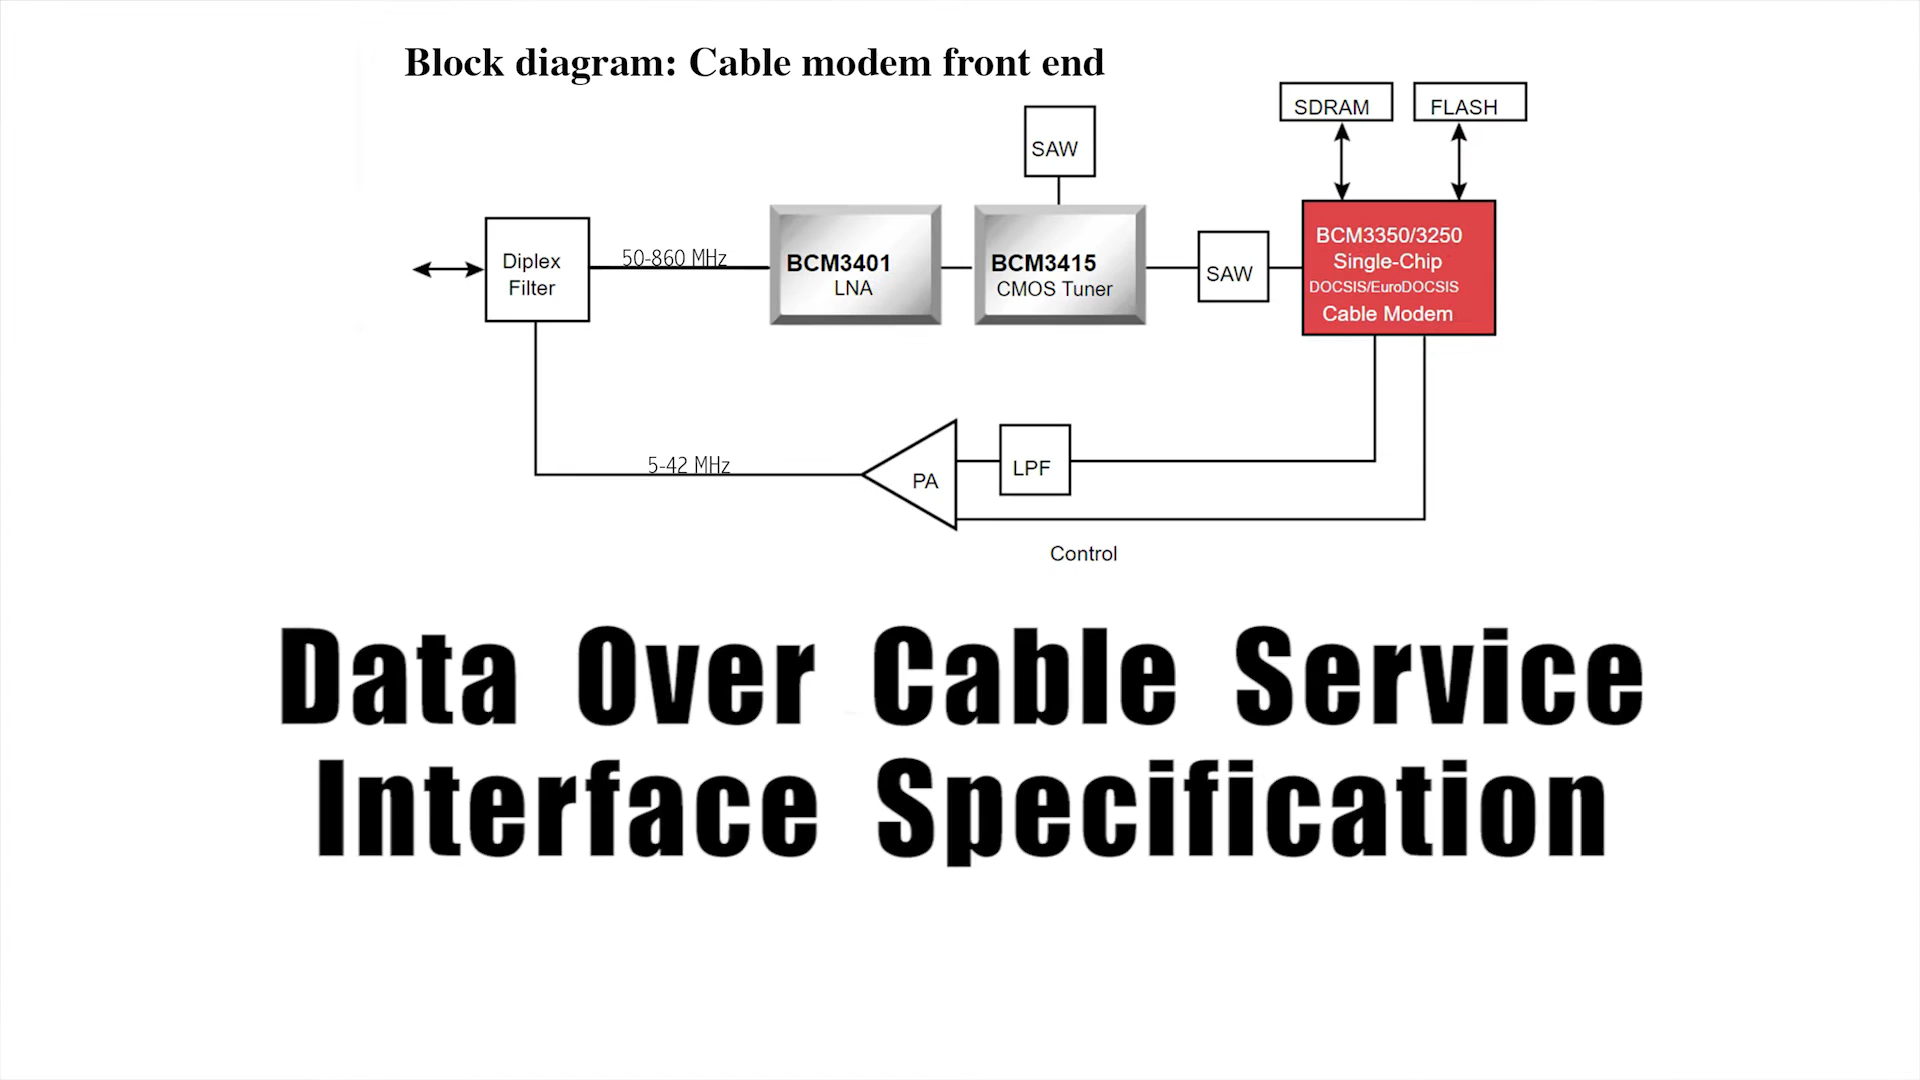 Block diagram: Cable modem front end
SDRAM
FLASH
SAW
Diplex
Filter
50-860 MHz
BCM3401
LNA
BCM3415
CMOS Tuner
SAW
BCM3350/3250
Single-Chip
DOCSIS/EuroDOCSIS
Cable Modem
5-42 MHz
PA
LPF
Control
Data Over Cable Service
Interface Specification